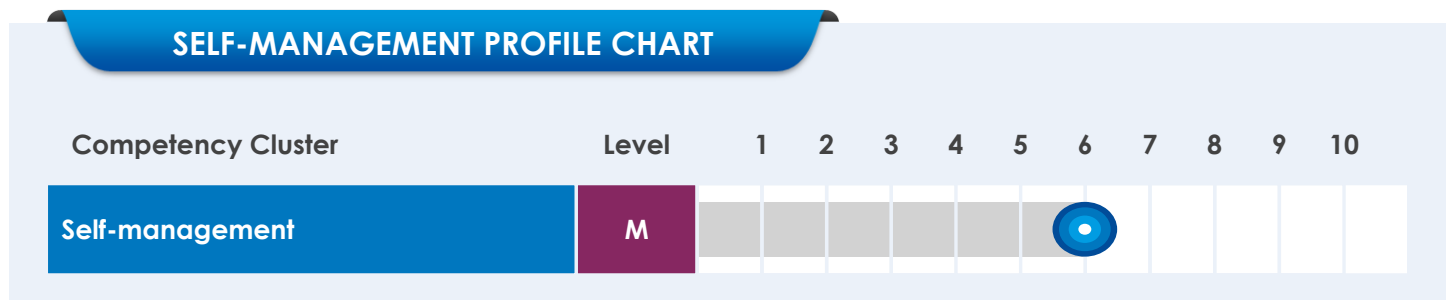 SELF-MANAGEMENT PROFILE CHART
Competency Cluster Level 1 2 3 4 5 6 7 8 9 10
Self-management M